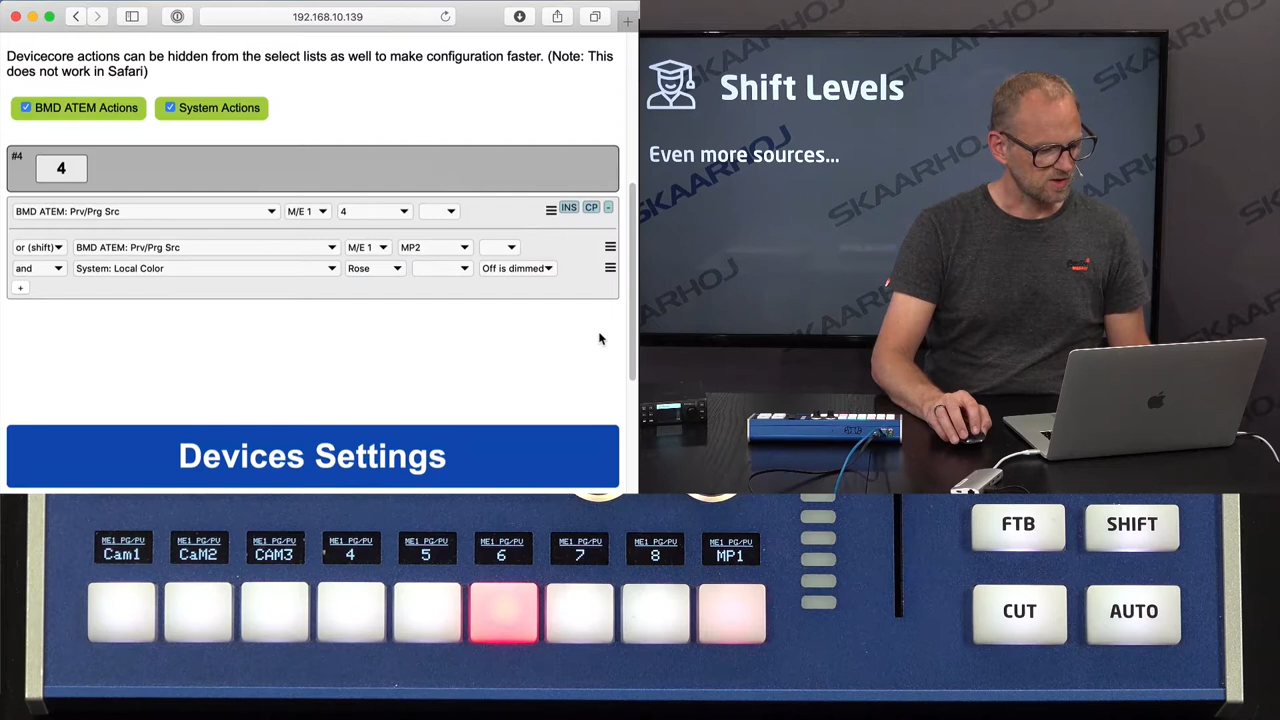 192.168.10.139
Devicecore actions can be hidden from the select lists as well to make configuration faster. (Note: This
does not work in Safari)
BMD ATEM Actions
System Actions
#4
4
BMD ATEM: Prv/Prg Src
M/E 1
4
INS
CP
-
or (shift)
BMD ATEM: Prv/Prg Src
M/E 1
MP2
and
System: Local Color
Rose
Off is dimmed
+
Devices Settings
Shift Levels
Even more sources...
SKAARHOJ
SKAARHOJ
SKAARHOJ
SKAARHOJ
SKAARHOJ
ME1 PG/PV
Cam1
ME1 PG/PV
CaM2
ME1 PG/PV
CAM3
ME1 PG/PV
4
ME1 PG/PV
5
ME1 PG/PV
6
ME1 PG/PV
7
ME1 PG/PV
8
ME1 PG/PV
MP1
FTB
SHIFT
CUT
AUTO